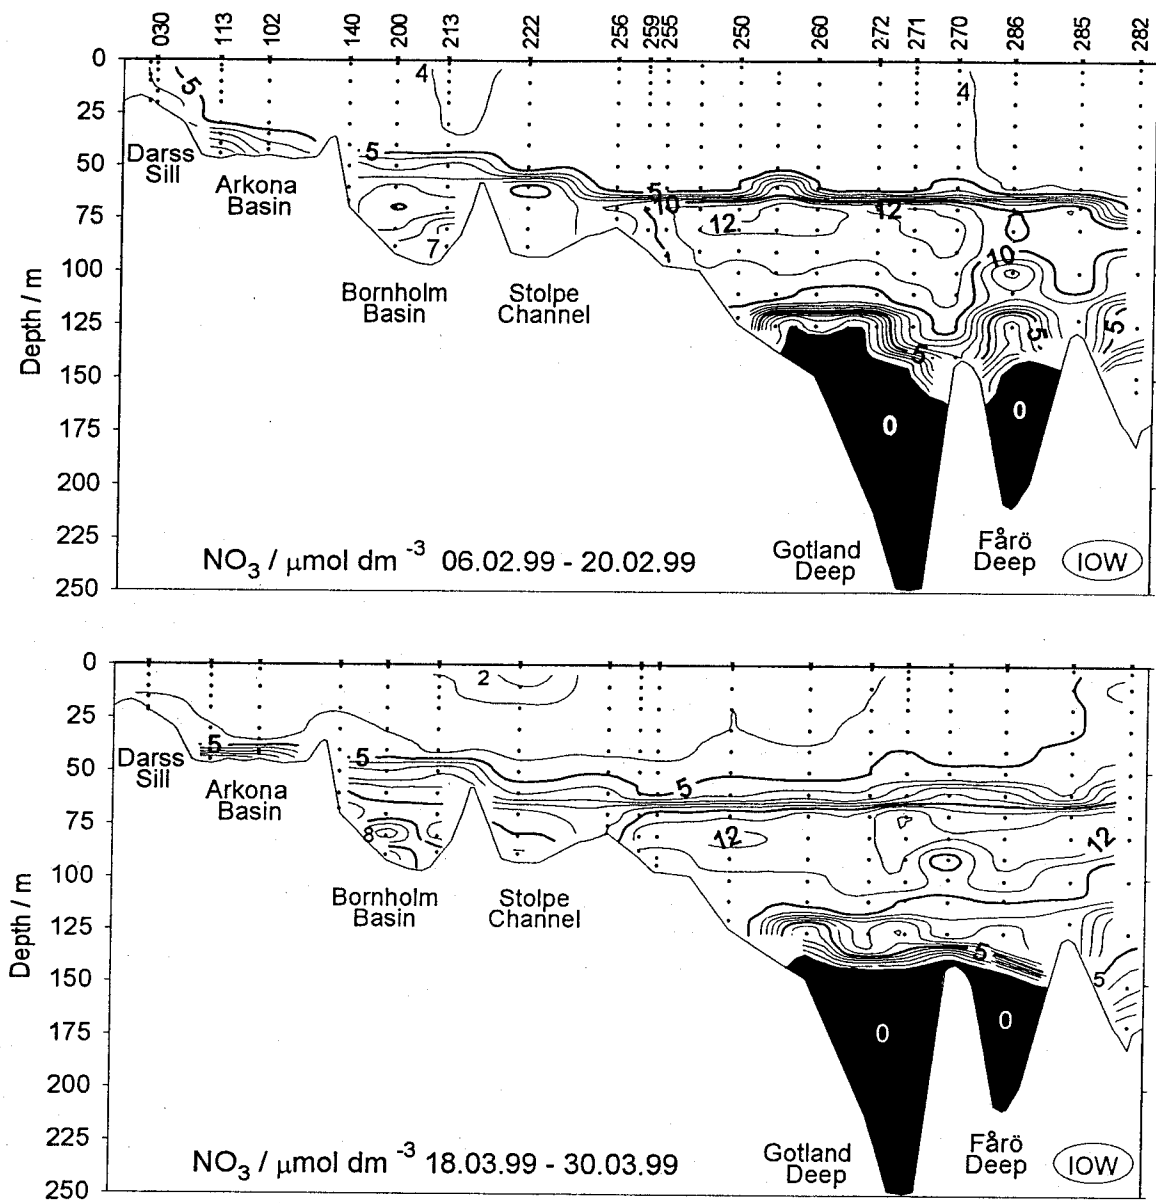 030 113 102 140 200 213 222 256 259 255 250 260 272 271 270 286 285 282
0
25
50
75
100
125
150
175
200
225
250
Depth / m
5
4
4
5
5
10
12
12
7
10
5
5
5
0
0
Darss
Sill
Arkona
Basin
Bornholm
Basin
Stolpe
Channel
Gotland
Deep
Fårö
Deep
NO3 / μmol dm -3 06.02.99 - 20.02.99
IOW
0
25
50
75
100
125
150
175
200
225
250
Depth / m
2
5
5
5
8
12
12
5
5
0
0
Darss
Sill
Arkona
Basin
Bornholm
Basin
Stolpe
Channel
Gotland
Deep
Fårö
Deep
NO3 / μmol dm -3 18.03.99 - 30.03.99
IOW